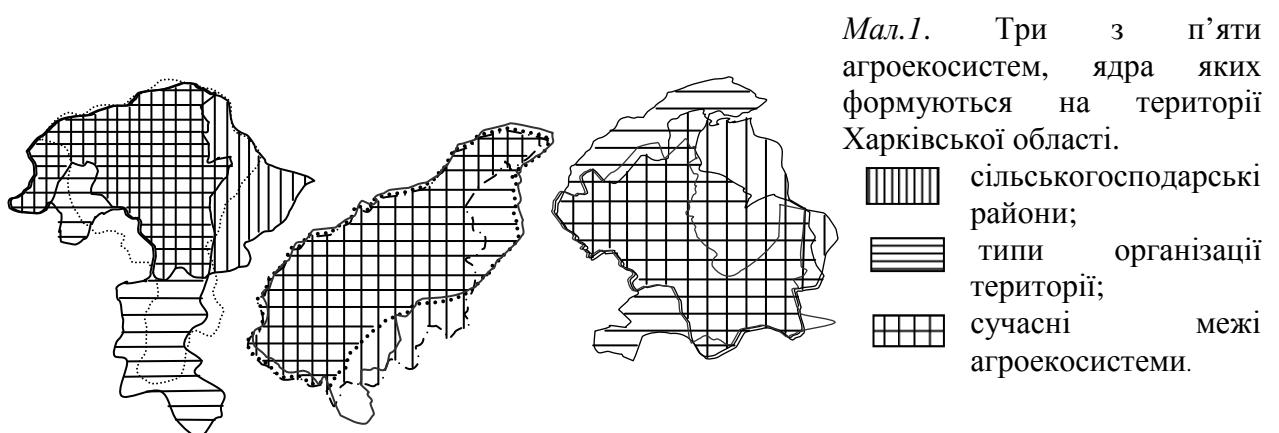 Мал.1. Три з п’яти
агроекосистем, ядра яких
формуються на території
Харківської області.
сільськогосподарські
райони;
типи організації
території;
сучасні межі
агроекосистеми.